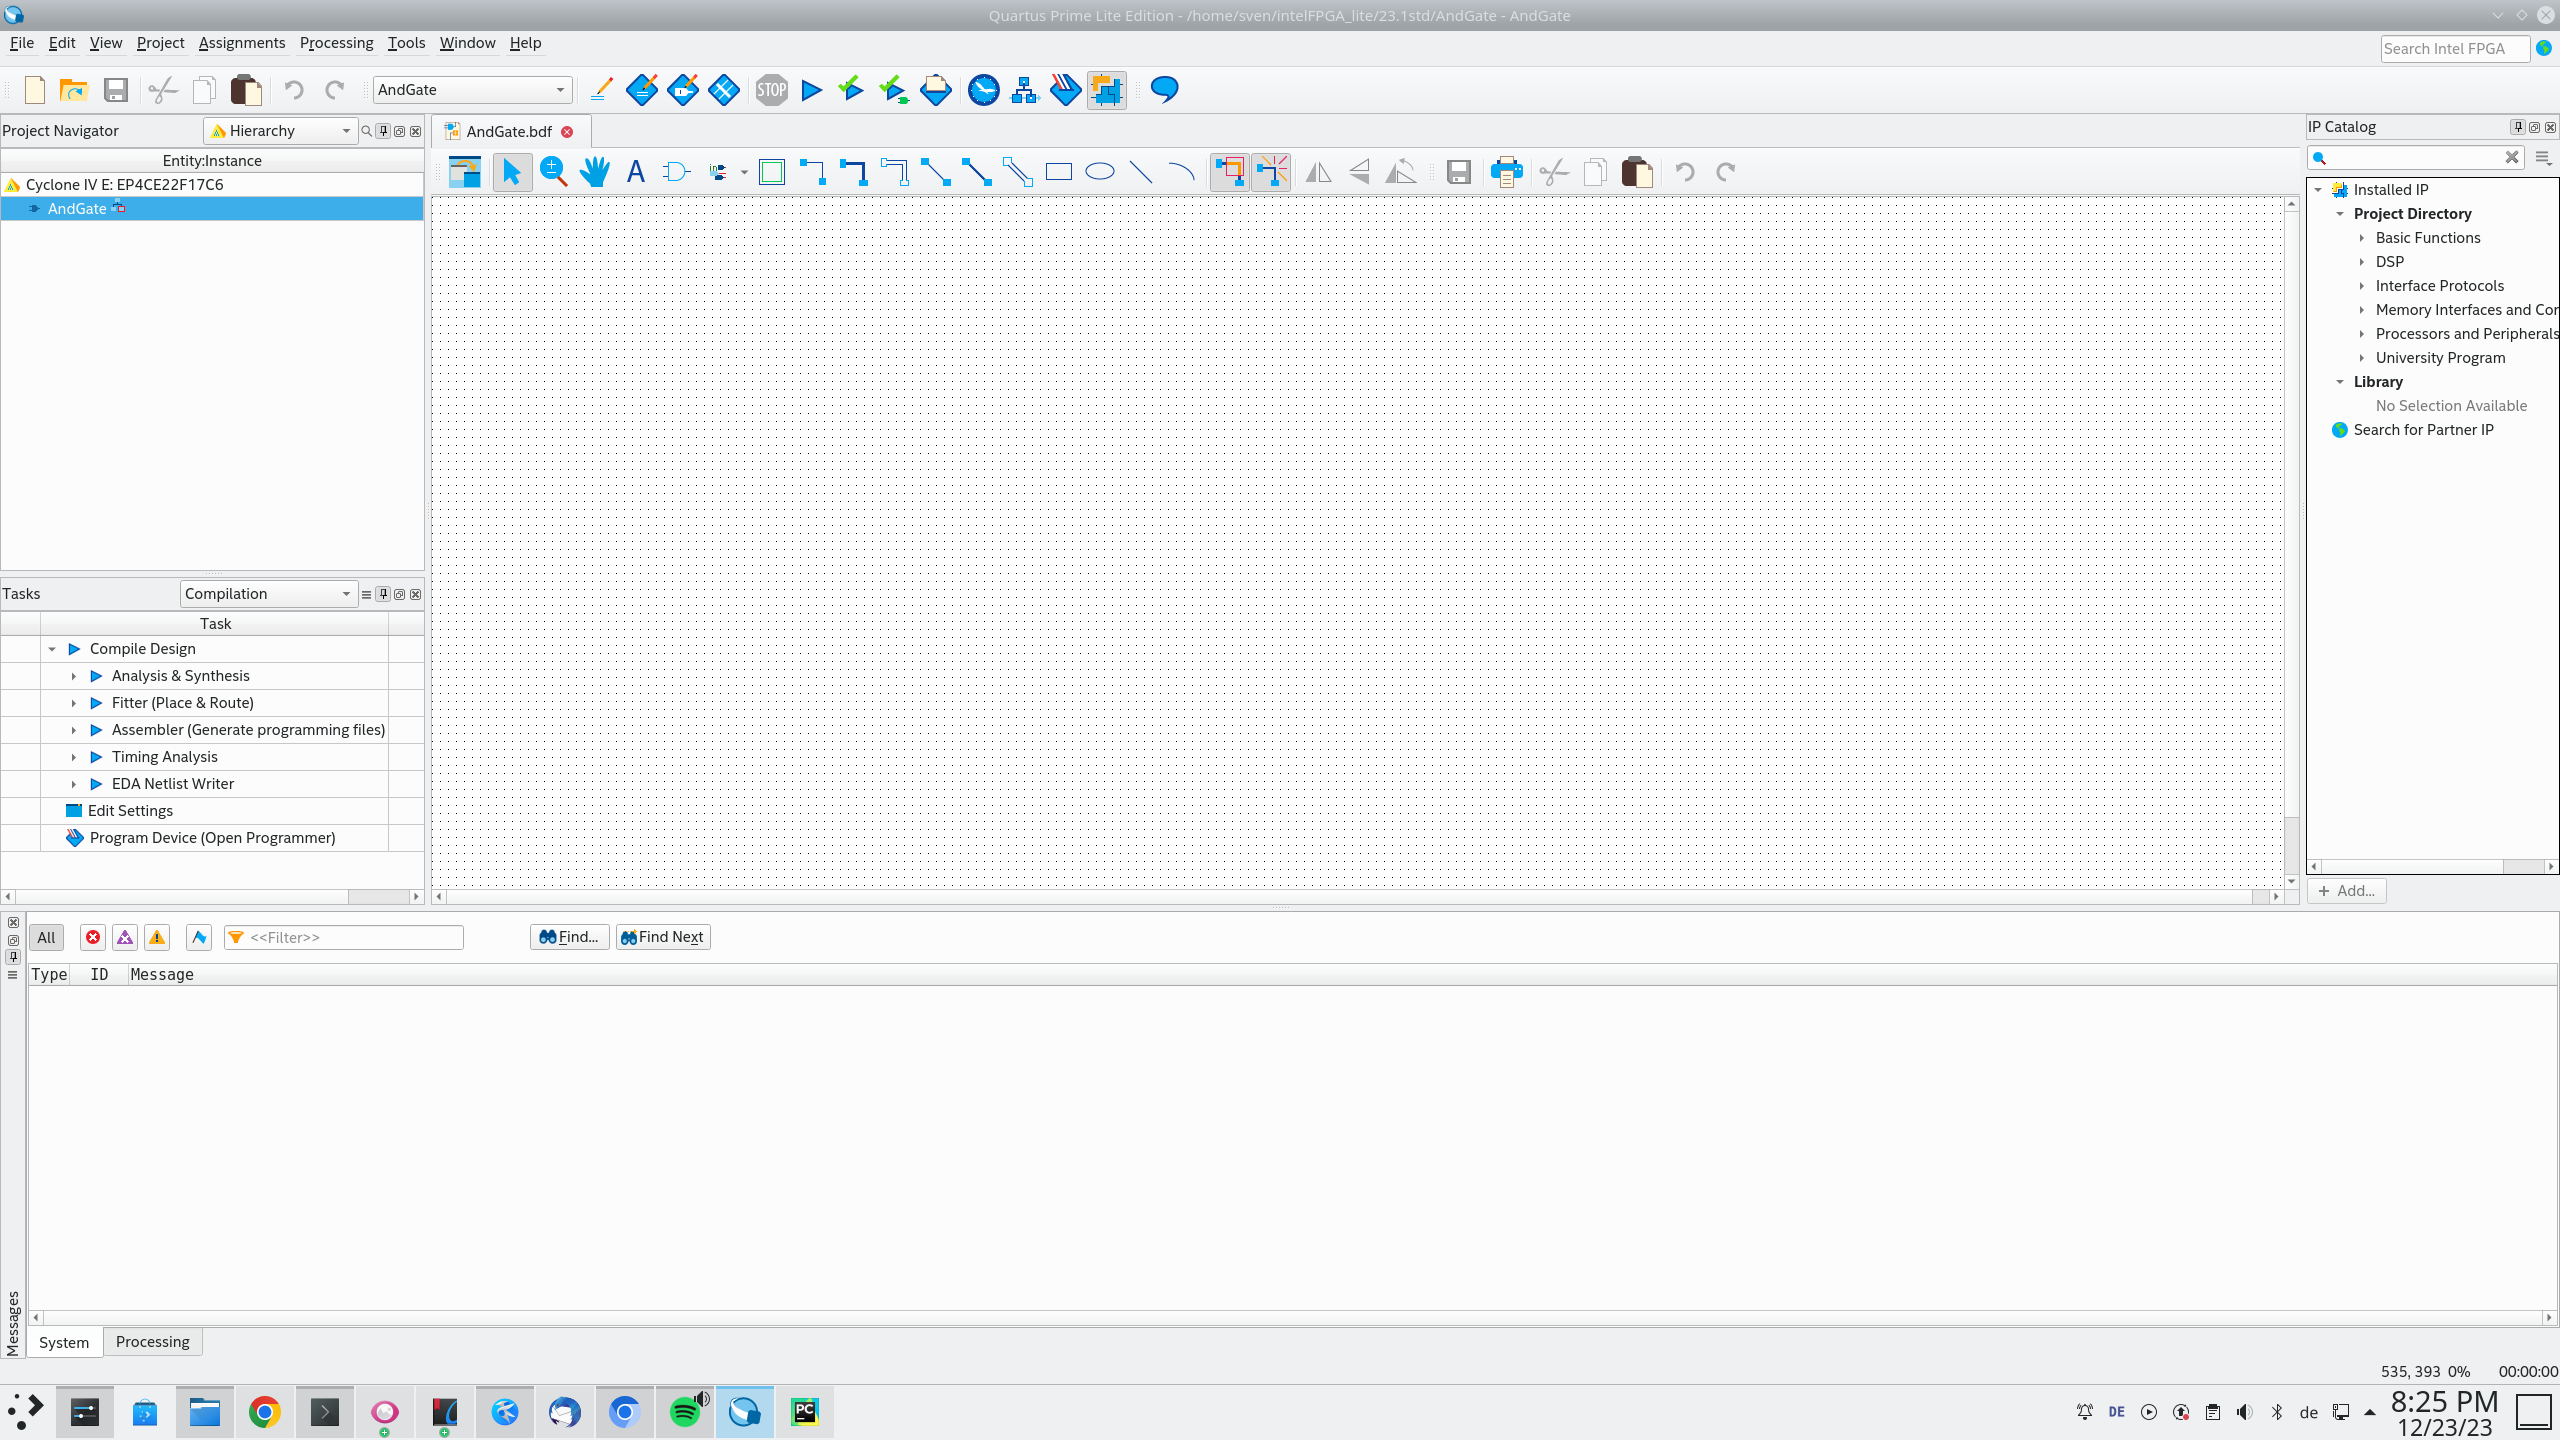 Quartus Prime Lite Edition - /home/sven/intelFPGA_lite/23.1std/AndGate - AndGate
File Edit View Project Assignments Processing Tools Window Help
Search Intel FPGA
AndGate
STOP
Project Navigator
Hierarchy
Entity:Instance
Cyclone IV E: EP4CE22F17C6
AndGate
Tasks
Compilation
Task
Compile Design
Analysis & Synthesis
Fitter (Place & Route)
Assembler (Generate programming files)
Timing Analysis
EDA Netlist Writer
Edit Settings
Program Device (Open Programmer)
AndGate.bdf
A
IP Catalog
Installed IP
Project Directory
Basic Functions
DSP
Interface Protocols
Memory Interfaces and Cor
Processors and Peripherals
University Program
Library
No Selection Available
Search for Partner IP
+ Add...
All
<<Filter>>
Find...
Find Next
Type ID Message
Messages
System
Processing
535, 393 0% 00:00:00
PC
DE
de
8:25 PM
12/23/23